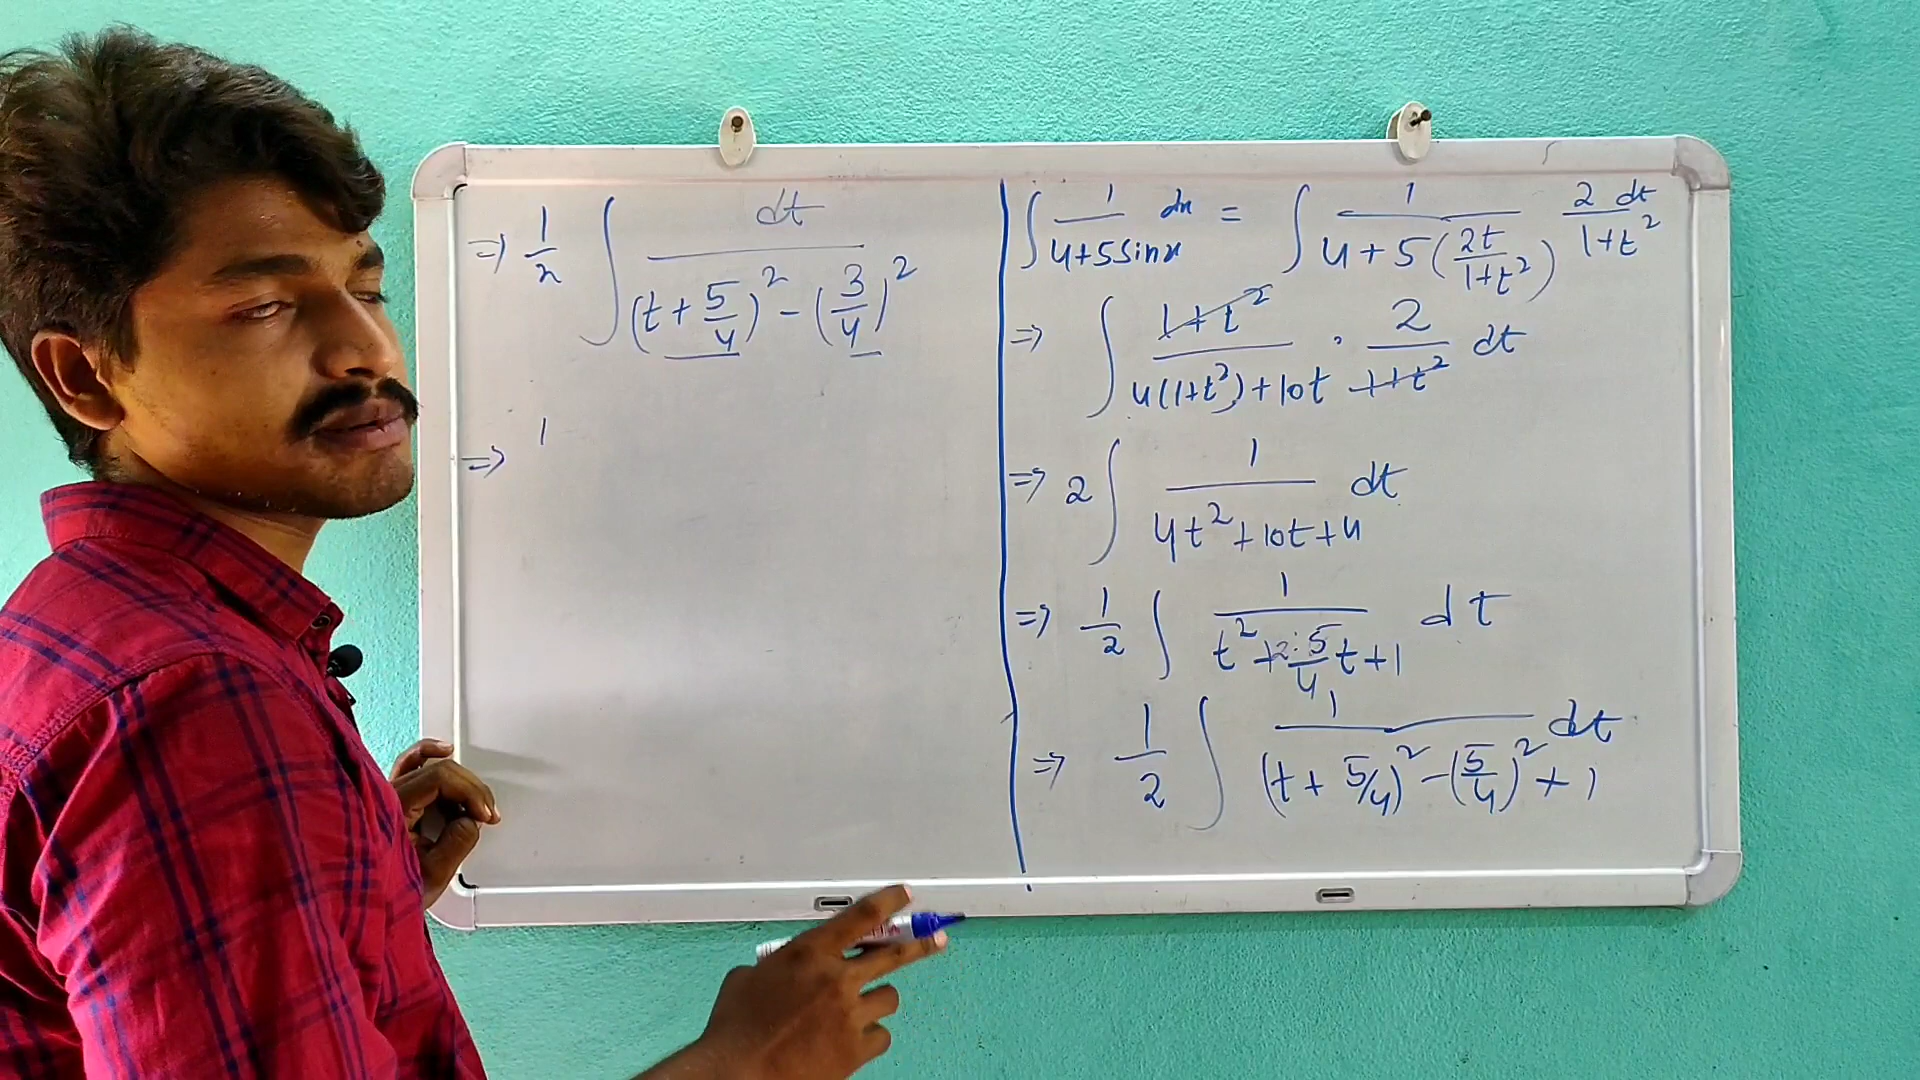 ∫ 1/(4+5sinx) dx = ∫ 1/(4+5(2t/(1+t²))) 2dt/(1+t²)
⇒ ∫ (1+t²)/(4(1+t²)+10t) · 2/(1+t²) dt
⇒ 2∫ 1/(4t²+10t+4) dt
⇒ 1/2 ∫ 1/(t²+2·5/4t+1) dt
⇒ 1/2 ∫ 1/((t+5/4)²-(5/4)²+1) dt
⇒ 1/2 ∫ dt/((t+5/4)²-(3/4)²)
⇒ 1